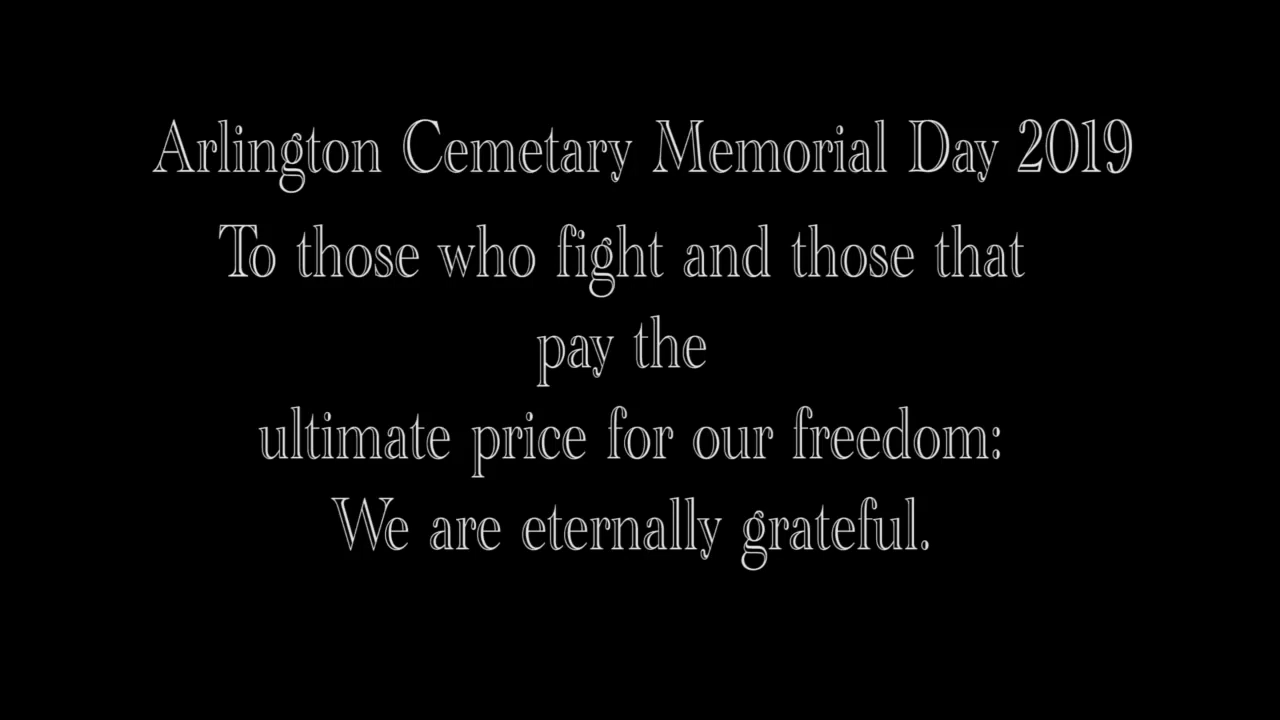 Arlington Cemetary Memorial Day 2019
To those who fight and those that
pay the
ultimate price for our freedom:
We are eternally grateful.